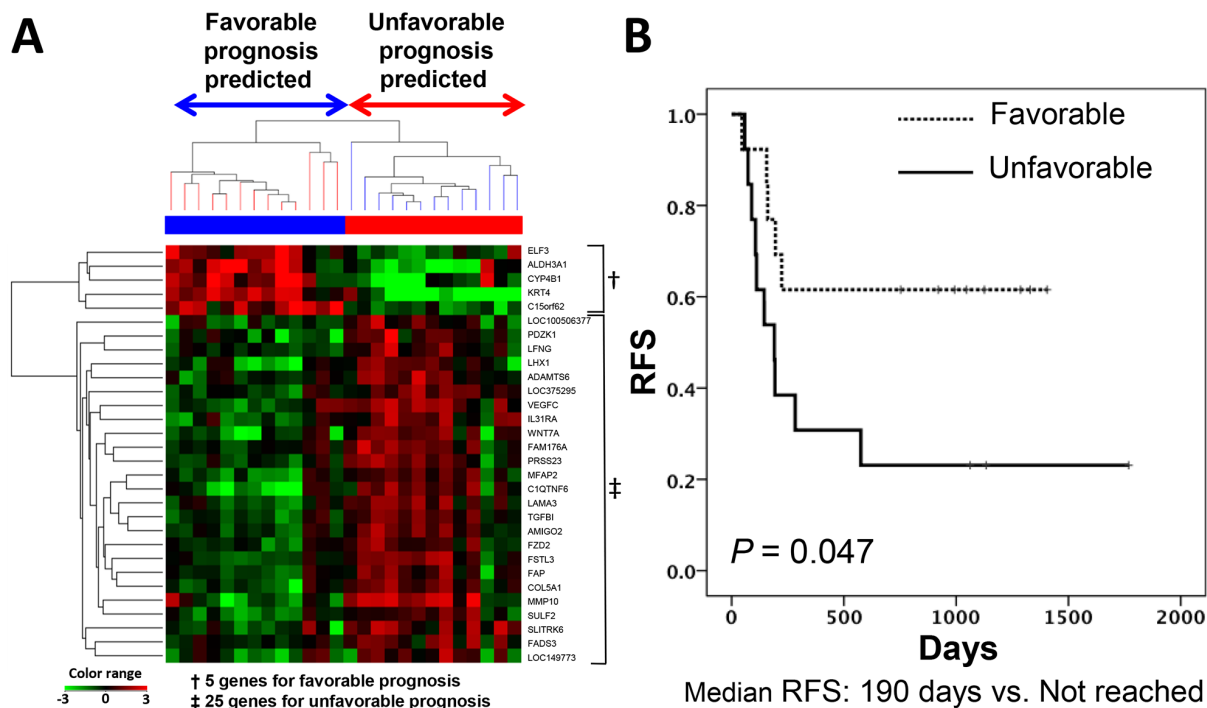 A
Favorable
prognosis
predicted
Unfavorable
prognosis
predicted
ELF3
ALDH3A1
CYP4B1
KRT4
C15orf62
†
LOC100506377
PDZK1
LFNG
LHX1
ADAMTS6
LOC375295
VEGFC
IL31RA
WNT7A
FAM176A
PRSS23
MFAP2
C1QTNF6
LAMA3
TGFBI
AMIGO2
FZD2
FSTL3
FAP
COL5A1
MMP10
SULF2
SLITRK6
FADS3
LOC149773
‡
Color range
-3 0 3
† 5 genes for favorable prognosis
‡ 25 genes for unfavorable prognosis
B
Favorable
Unfavorable
RFS
1.0
0.8
0.6
0.4
0.2
0.0
P = 0.047
0 500 1000 1500 2000
Days
Median RFS: 190 days vs. Not reached